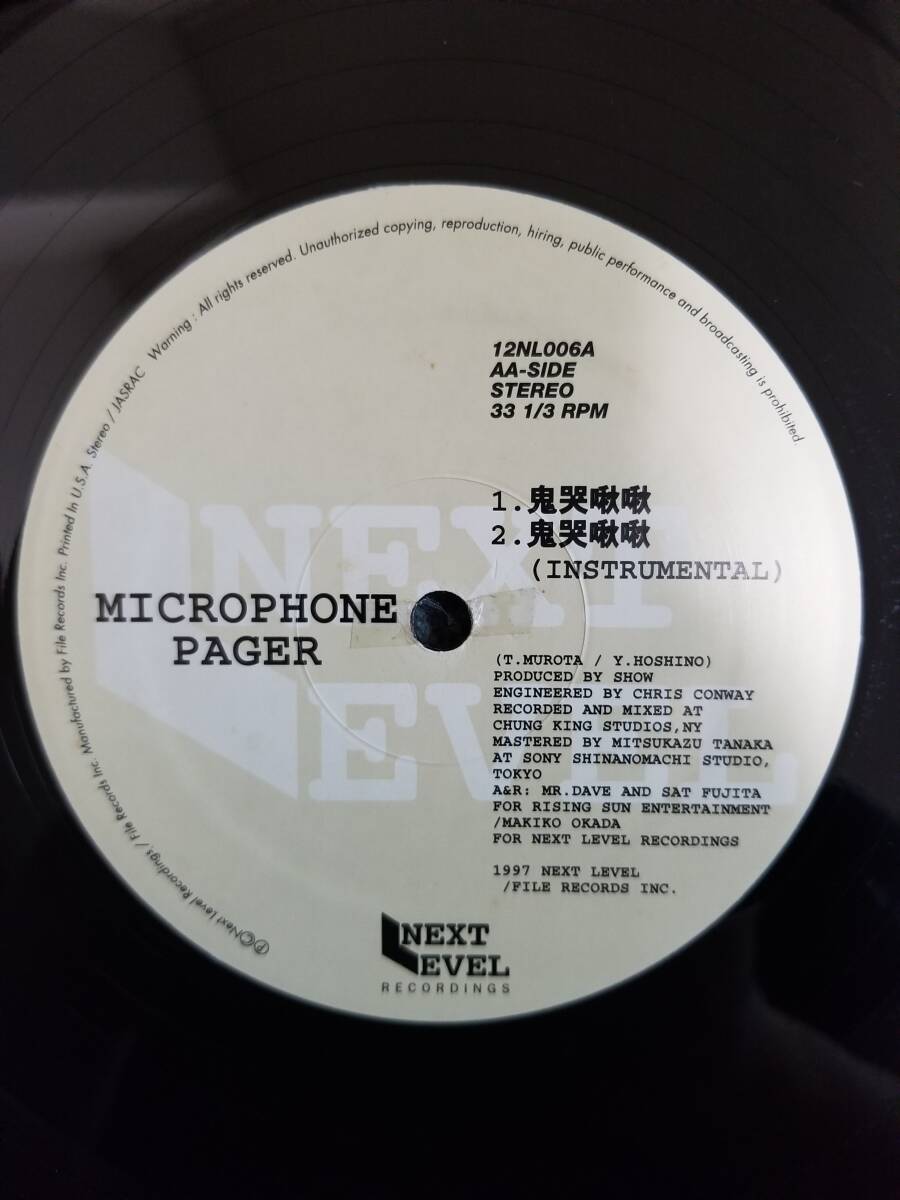 Ⓟ©Next Level Recordings / File Records Inc. Manufactured by File Records Inc. Printed In U.S.A. Stereo / JASRAC Warning : All rights reserved. Unauthorized copying, reproduction, hiring, public performance and broadcasting is prohibited.
12NL006A
AA-SIDE
STEREO
33 1/3 RPM
1.鬼哭啾啾
2.鬼哭啾啾
(INSTRUMENTAL)
MICROPHONE
PAGER
NEXT
LEVEL
(T.MUROTA / Y.HOSHINO)
PRODUCED BY SHOW
ENGINEERED BY CHRIS CONWAY
RECORDED AND MIXED AT
CHUNG KING STUDIOS,NY
MASTERED BY MITSUKAZU TANAKA
AT SONY SHINANOMACHI STUDIO,
TOKYO
A&R: MR.DAVE AND SAT FUJITA
FOR RISING SUN ENTERTAINMENT
/MAKIKO OKADA
FOR NEXT LEVEL RECORDINGS
1997 NEXT LEVEL
/FILE RECORDS INC.
NEXT
LEVEL
RECORDINGS